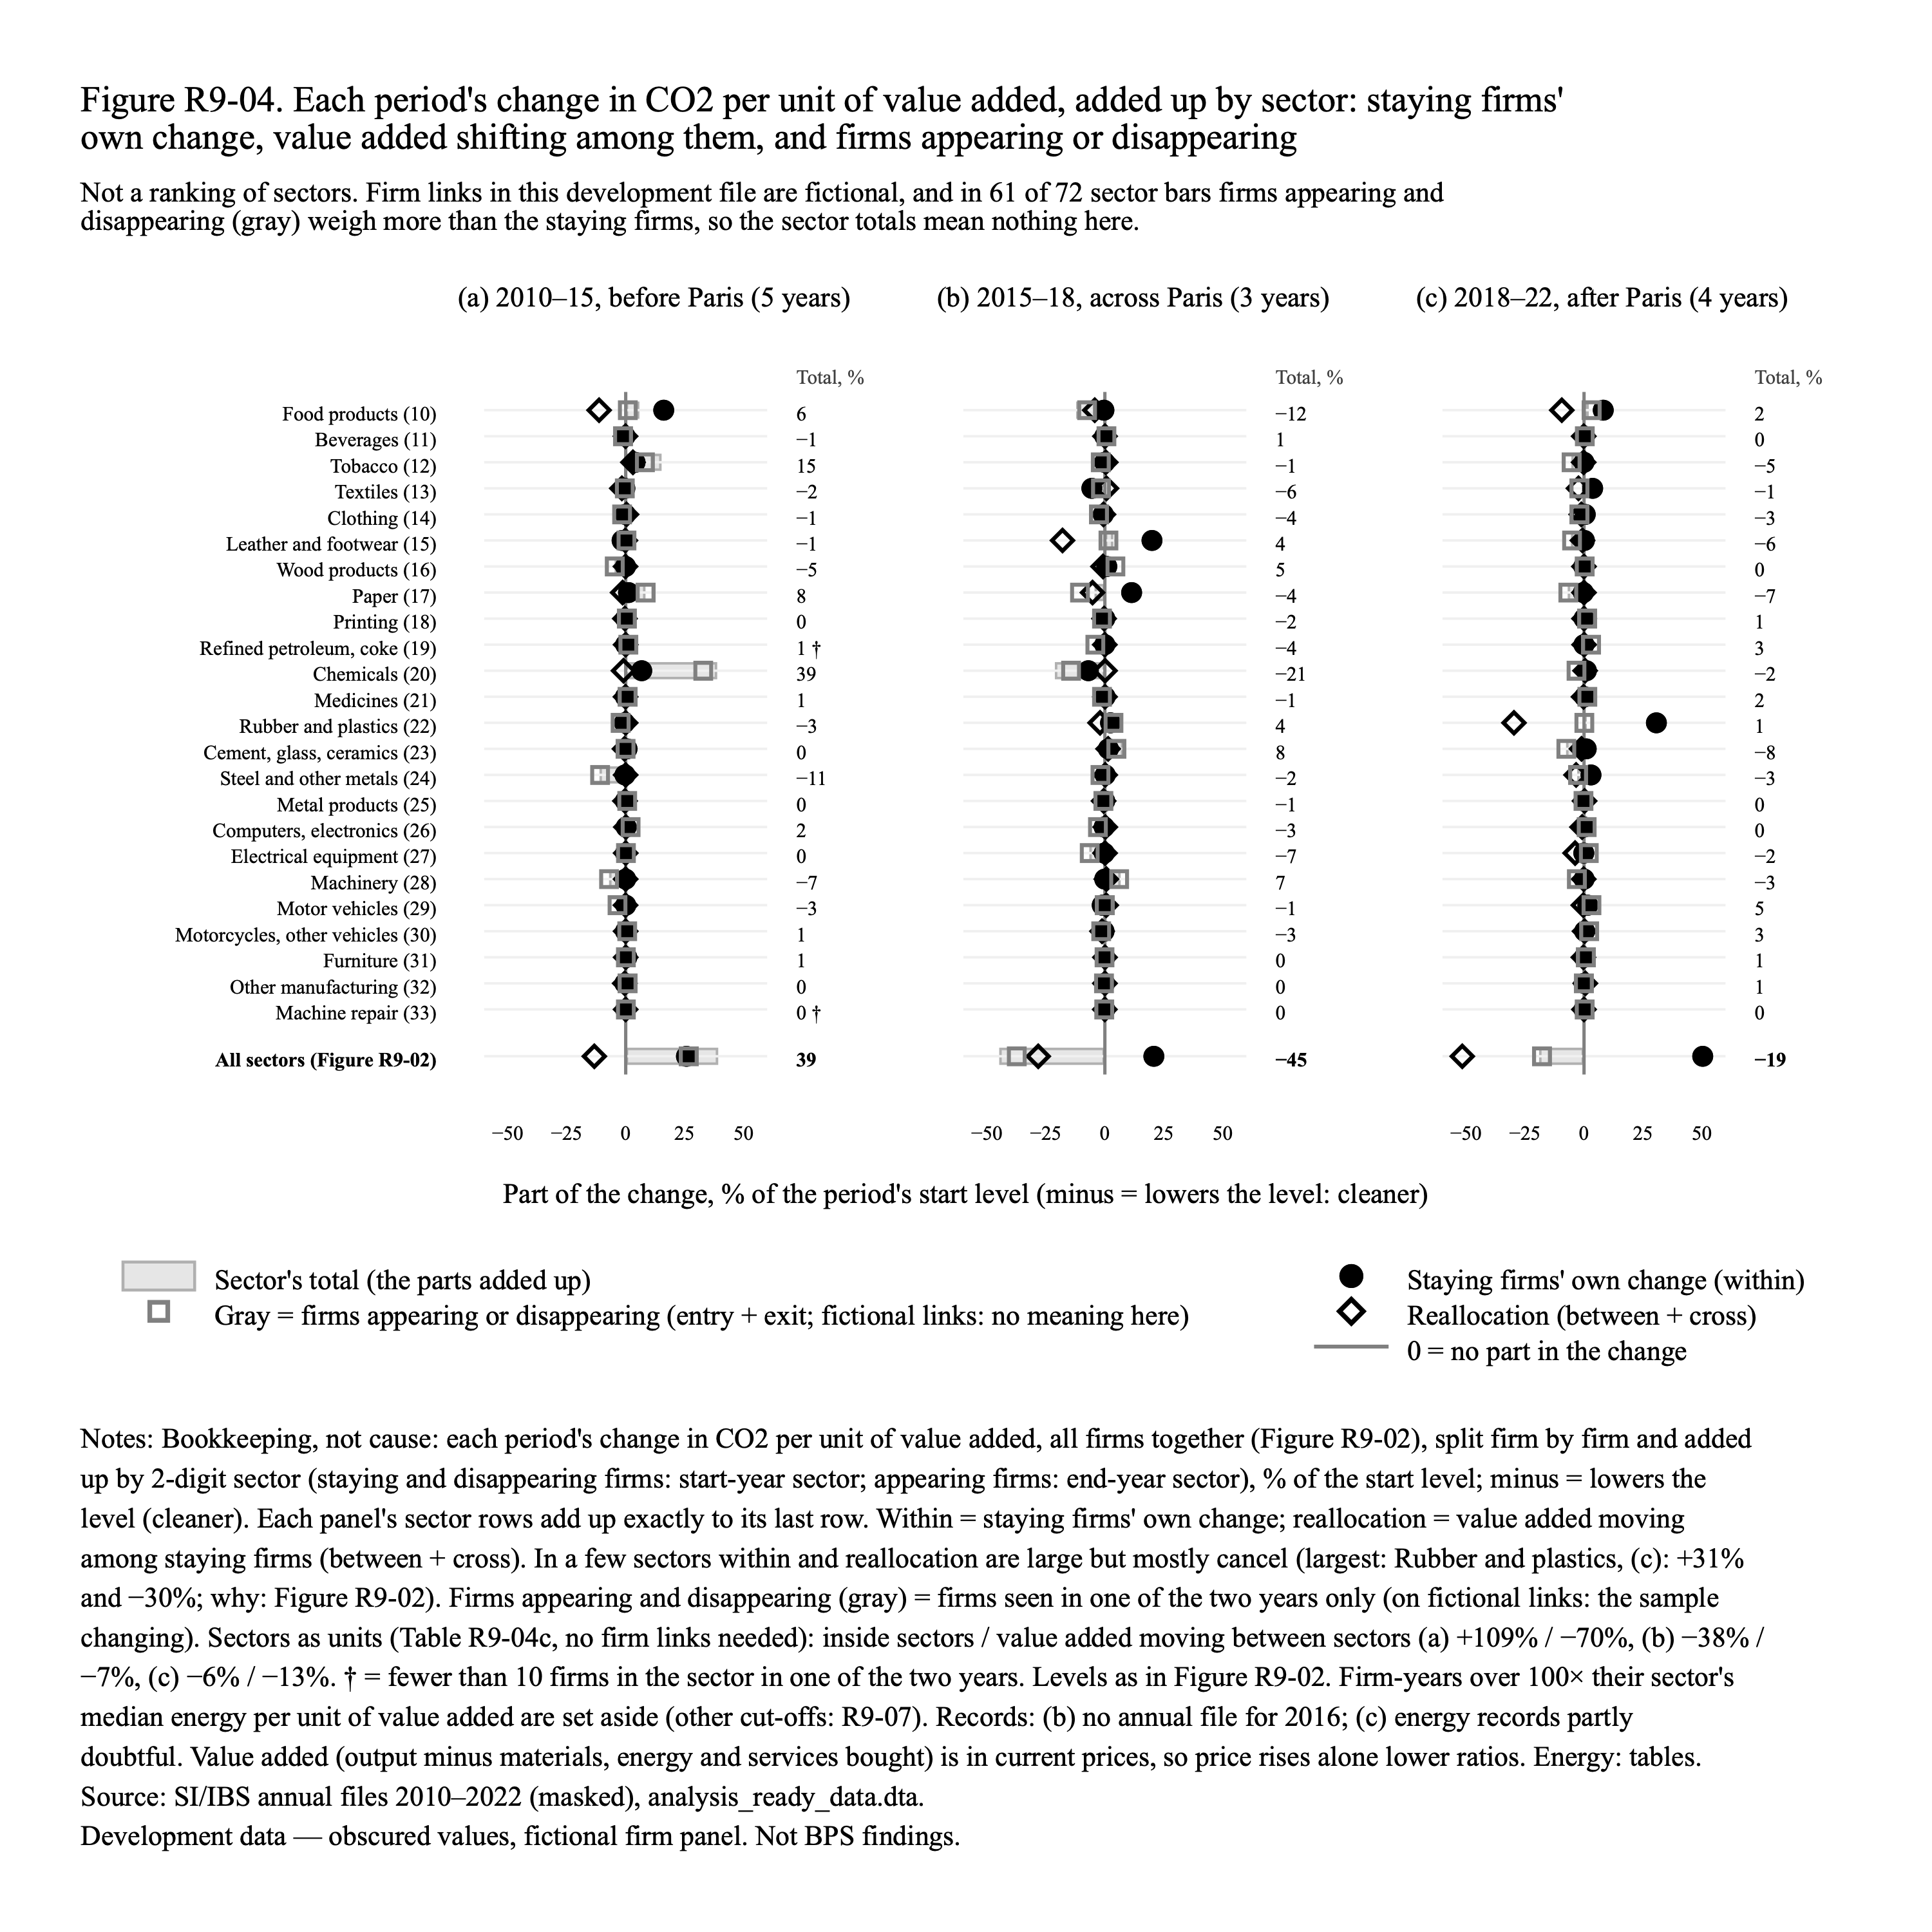 Figure R9-04. Each period's change in CO2 per unit of value added, added up by sector: staying firms'
own change, value added shifting among them, and firms appearing or disappearing
Not a ranking of sectors. Firm links in this development file are fictional, and in 61 of 72 sector bars firms appearing and
disappearing (gray) weigh more than the staying firms, so the sector totals mean nothing here.
(a) 2010–15, before Paris (5 years) (b) 2015–18, across Paris (3 years) (c) 2018–22, after Paris (4 years)
Total, % Total, % Total, %
Food products (10) 6 −12 2
Beverages (11) −1 1 0
Tobacco (12) 15 −1 −5
Textiles (13) −2 −6 −1
Clothing (14) −1 −4 −3
Leather and footwear (15) −1 4 −6
Wood products (16) −5 5 0
Paper (17) 8 −4 −7
Printing (18) 0 −2 1
Refined petroleum, coke (19) 1 † −4 3
Chemicals (20) 39 −21 −2
Medicines (21) 1 −1 2
Rubber and plastics (22) −3 4 1
Cement, glass, ceramics (23) 0 8 −8
Steel and other metals (24) −11 −2 −3
Metal products (25) 0 −1 0
Computers, electronics (26) 2 −3 0
Electrical equipment (27) 0 −7 −2
Machinery (28) −7 7 −3
Motor vehicles (29) −3 −1 5
Motorcycles, other vehicles (30) 1 −3 3
Furniture (31) 1 0 1
Other manufacturing (32) 0 0 1
Machine repair (33) 0 † 0 0
All sectors (Figure R9-02) 39 −45 −19
−50 −25 0 25 50 −50 −25 0 25 50 −50 −25 0 25 50
Part of the change, % of the period's start level (minus = lowers the level: cleaner)
Sector's total (the parts added up)
Gray = firms appearing or disappearing (entry + exit; fictional links: no meaning here)
Staying firms' own change (within)
Reallocation (between + cross)
0 = no part in the change
Notes: Bookkeeping, not cause: each period's change in CO2 per unit of value added, all firms together (Figure R9-02), split firm by firm and added
up by 2-digit sector (staying and disappearing firms: start-year sector; appearing firms: end-year sector), % of the start level; minus = lowers the
level (cleaner). Each panel's sector rows add up exactly to its last row. Within = staying firms' own change; reallocation = value added moving
among staying firms (between + cross). In a few sectors within and reallocation are large but mostly cancel (largest: Rubber and plastics, (c): +31%
and −30%; why: Figure R9-02). Firms appearing and disappearing (gray) = firms seen in one of the two years only (on fictional links: the sample
changing). Sectors as units (Table R9-04c, no firm links needed): inside sectors / value added moving between sectors (a) +109% / −70%, (b) −38% /
−7%, (c) −6% / −13%. † = fewer than 10 firms in the sector in one of the two years. Levels as in Figure R9-02. Firm-years over 100× their sector's
median energy per unit of value added are set aside (other cut-offs: R9-07). Records: (b) no annual file for 2016; (c) energy records partly
doubtful. Value added (output minus materials, energy and services bought) is in current prices, so price rises alone lower ratios. Energy: tables.
Source: SI/IBS annual files 2010–2022 (masked), analysis_ready_data.dta.
Development data — obscured values, fictional firm panel. Not BPS findings.